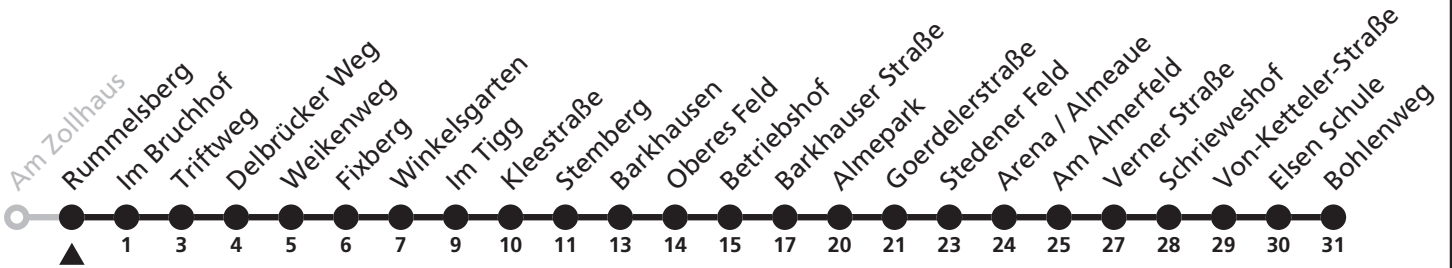 Am Zollhaus
Rummelsberg
Im Bruchhof
Triftweg
Delbrücker Weg
Weikenweg
Fixberg
Winkelsgarten
Im Tigg
Kleestraße
Stemberg
Barkhausen
Oberes Feld
Betriebshof
Barkhauser Straße
Almepark
Goerdelerstraße
Stedener Feld
Arena / Almeaue
Am Almerfeld
Verner Straße
Schrieweshof
Von-Ketteler-Straße
Elsen Schule
Bohlenweg
1 3 4 5 6 7 9 10 11 13 14 15 17 20 21 23 24 25 27 28 29 30 31